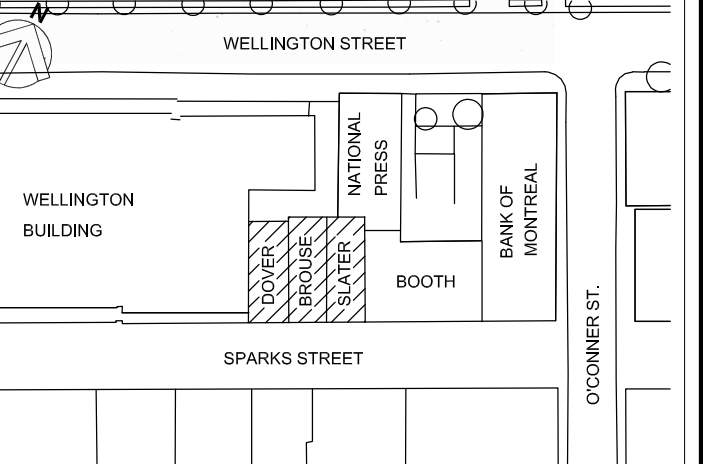 N
WELLINGTON STREET
WELLINGTON
BUILDING
NATIONAL
PRESS
BANK OF
MONTREAL
DOVER
BROUSE
SLATER
BOOTH
SPARKS STREET
O'CONNER ST.